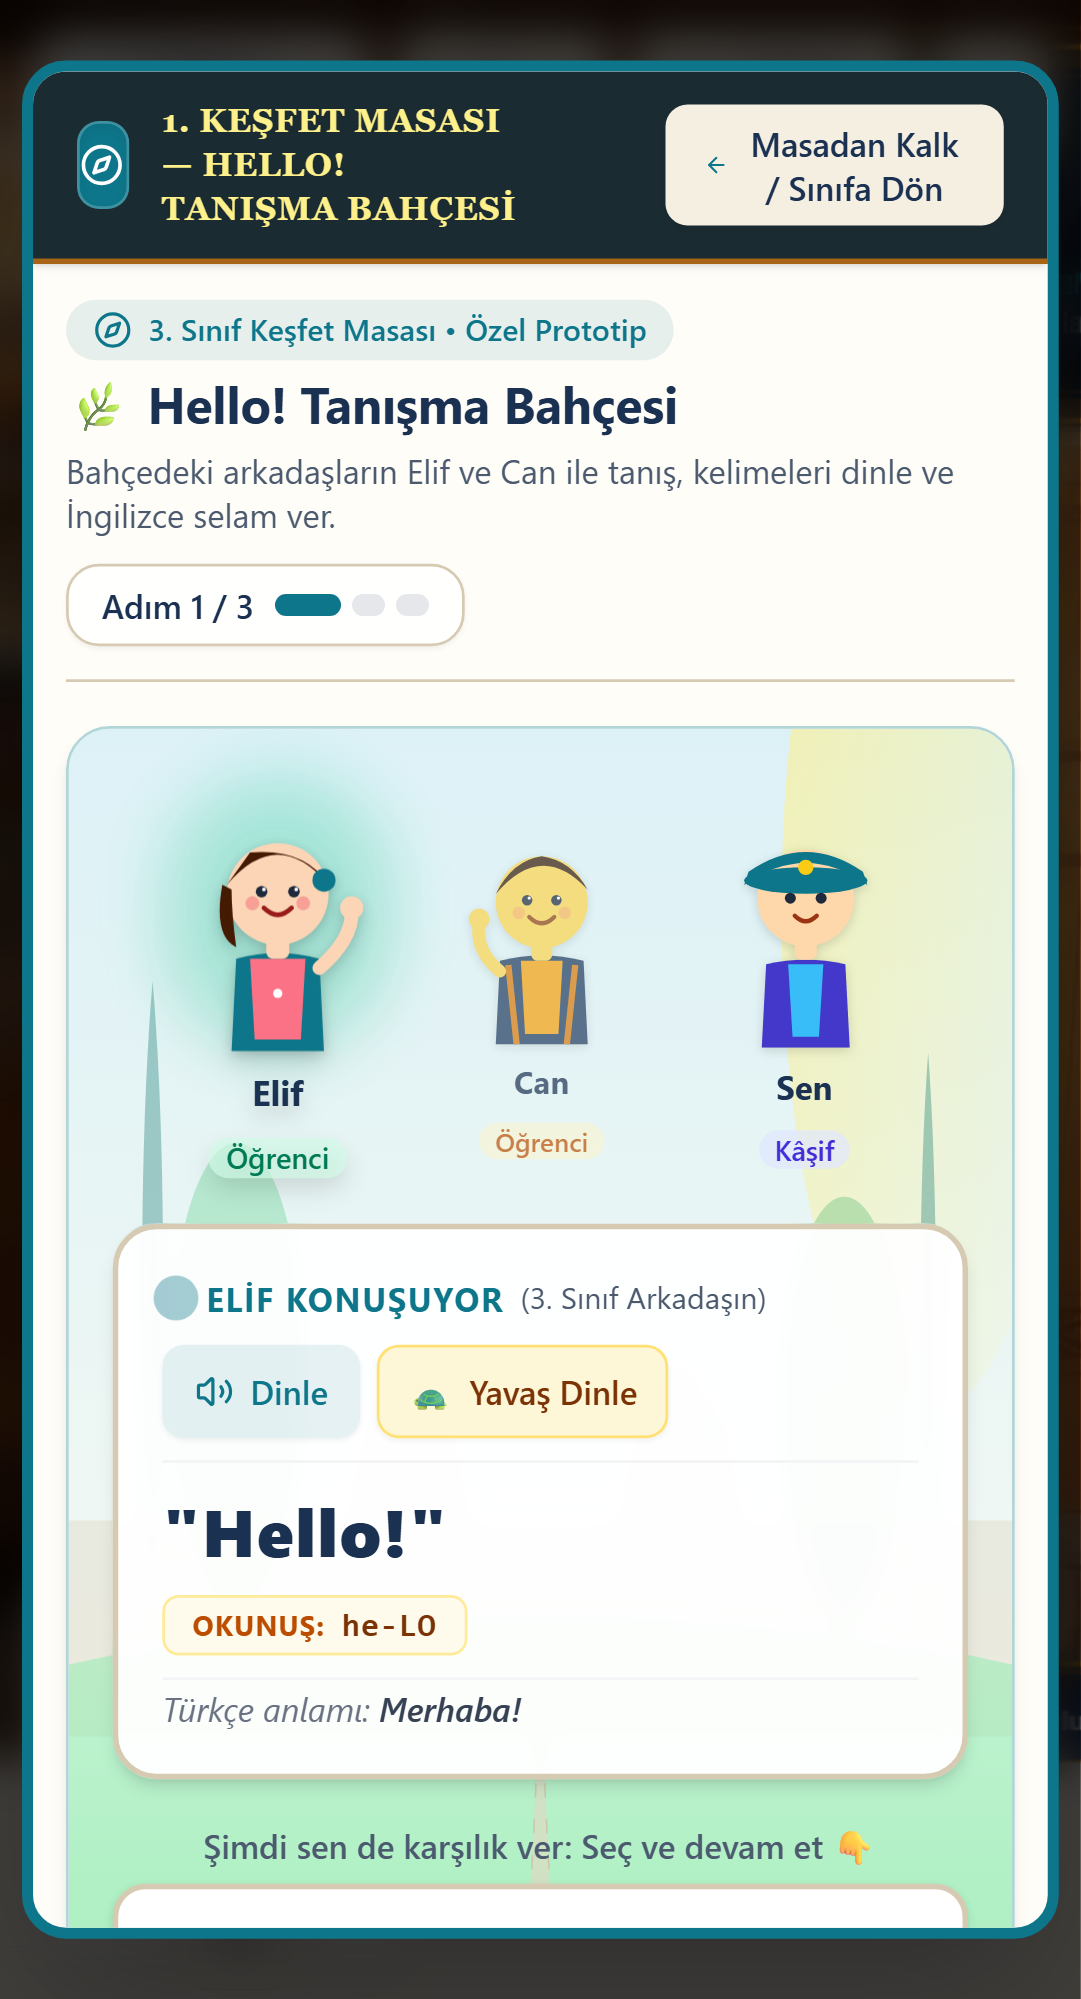 1. KEŞFET MASASI
— HELLO!
TANIŞMA BAHÇESİ
Masadan Kalk
/ Sınıfa Dön
3. Sınıf Keşfet Masası • Özel Prototip
Hello! Tanışma Bahçesi
Bahçedeki arkadaşların Elif ve Can ile tanış, kelimeleri dinle ve
İngilizce selam ver.
Adım 1 / 3
Elif
Can
Sen
Öğrenci
Öğrenci
Kâşif
ELİF KONUŞUYOR (3. Sınıf Arkadaşın)
Dinle
Yavaş Dinle
"Hello!"
OKUNUŞ: he-LO
Türkçe anlamı: Merhaba!
Şimdi sen de karşılık ver: Seç ve devam et 👇